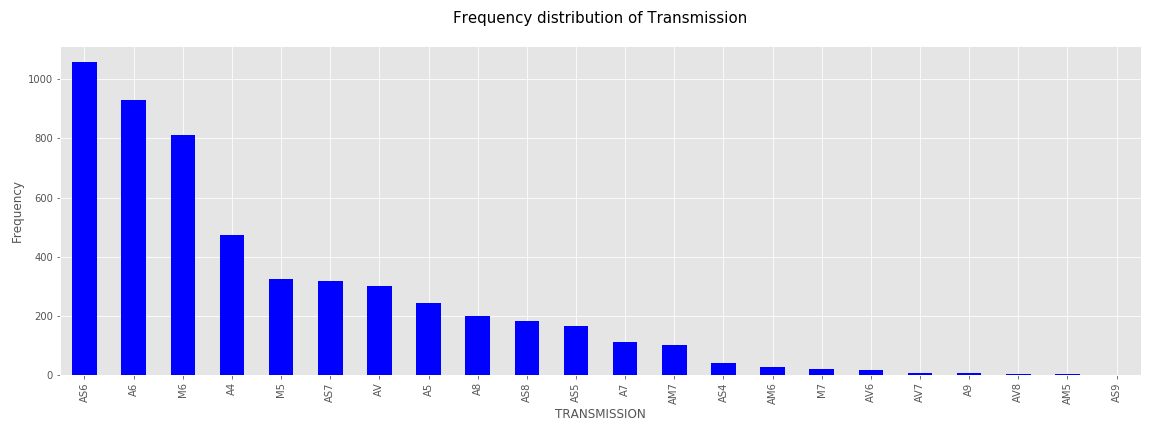 Frequency distribution of Transmission
1000
800
600
400
200
0
Frequency
AS6 A6 M6 A4 M5 AS7 AV A5 A8 AS8 AS5 A7 AM7 AS4 AM6 M7 AV6 AV7 A9 AV8 AM5 AS9
TRANSMISSION